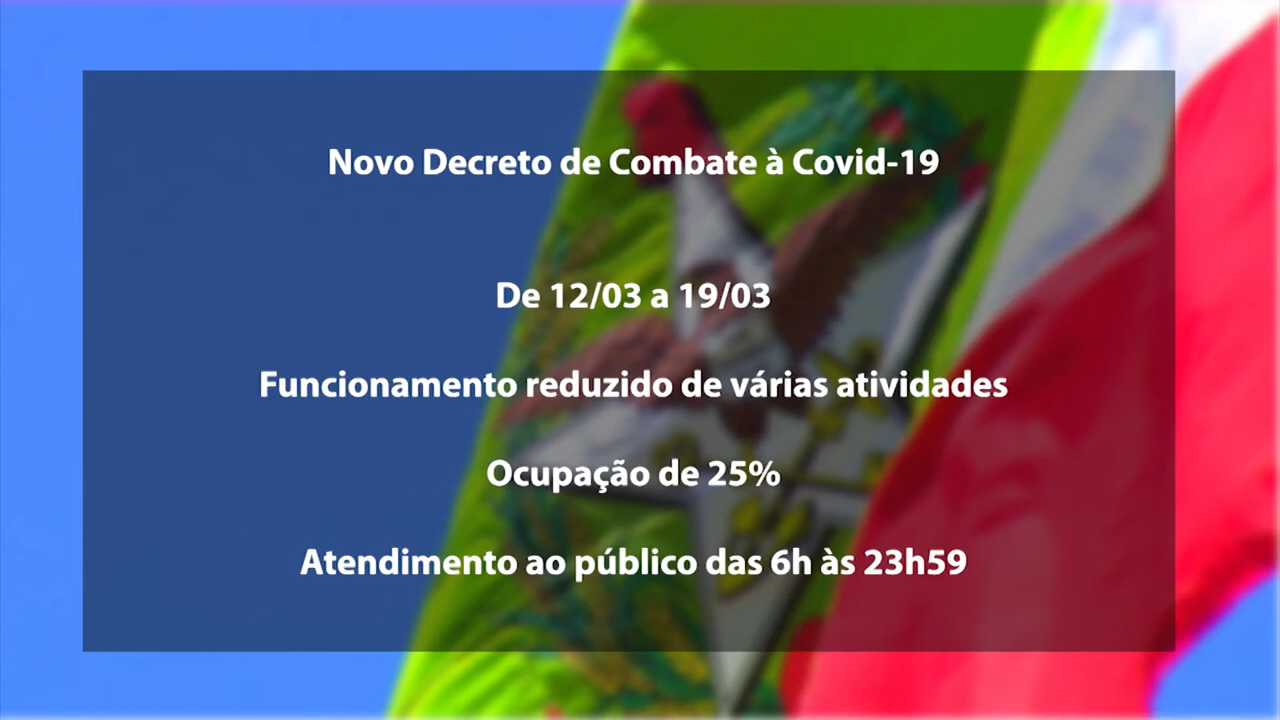 Novo Decreto de Combate à Covid-19
De 12/03 a 19/03
Funcionamento reduzido de várias atividades
Ocupação de 25%
Atendimento ao público das 6h às 23h59